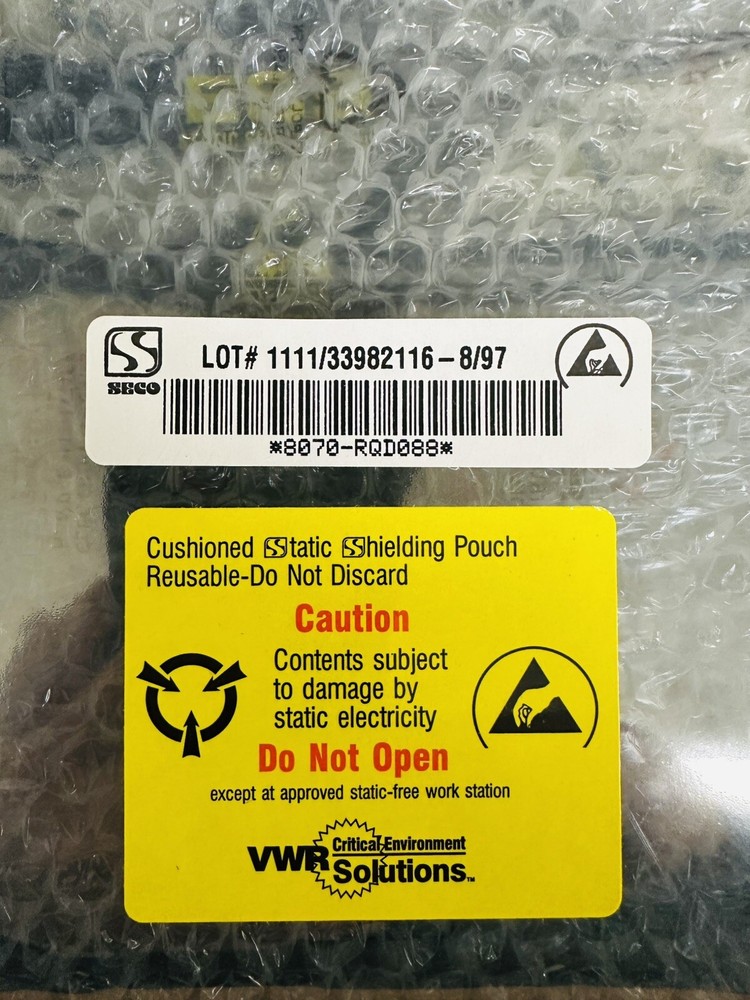 LOT# 1111/33982116-8/97
SECO
*8070-RQD088*
Cushioned Static Shielding Pouch
Reusable-Do Not Discard
Caution
Contents subject
to damage by
static electricity
Do Not Open
except at approved static-free work station
VWR Critical Environment
Solutions™